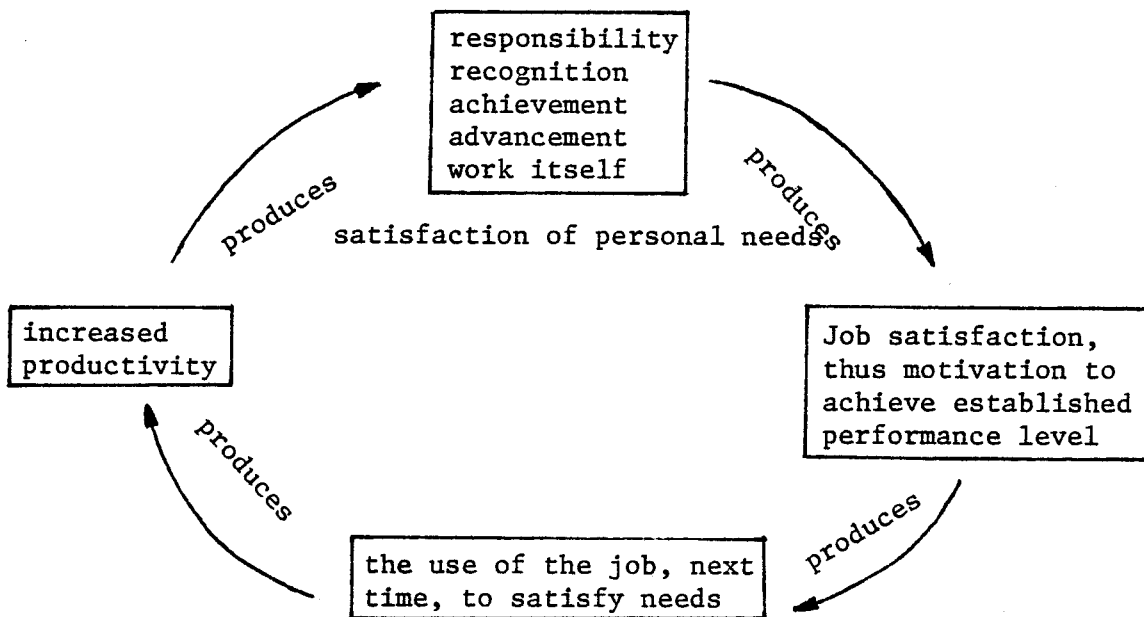 responsibility
recognition
achievement
advancement
work itself
produces
produces
satisfaction of personal needs
increased
productivity
Job satisfaction,
thus motivation to
achieve established
performance level
produces
produces
the use of the job, next
time, to satisfy needs